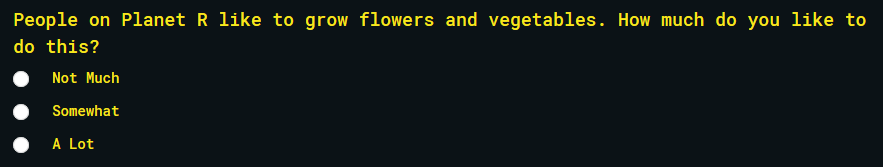 People on Planet R like to grow flowers and vegetables. How much do you like to
do this?
Not Much
Somewhat
A Lot